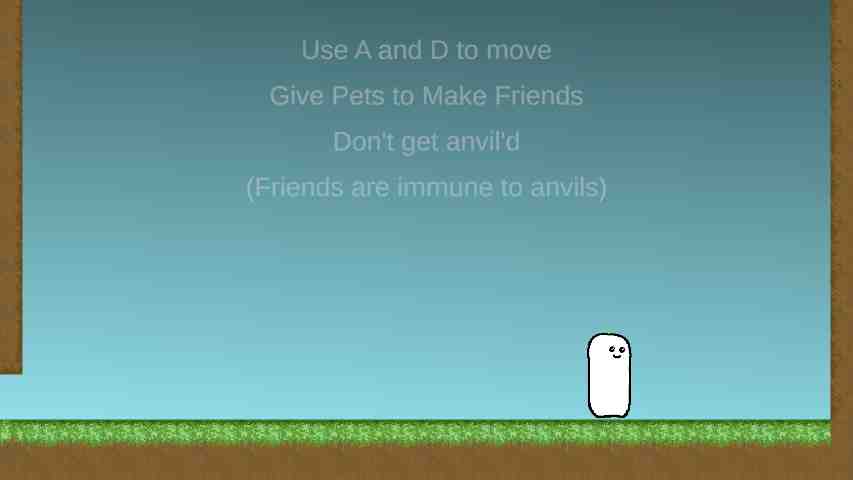 Use A and D to move
Give Pets to Make Friends
Don't get anvil'd
(Friends are immune to anvils)